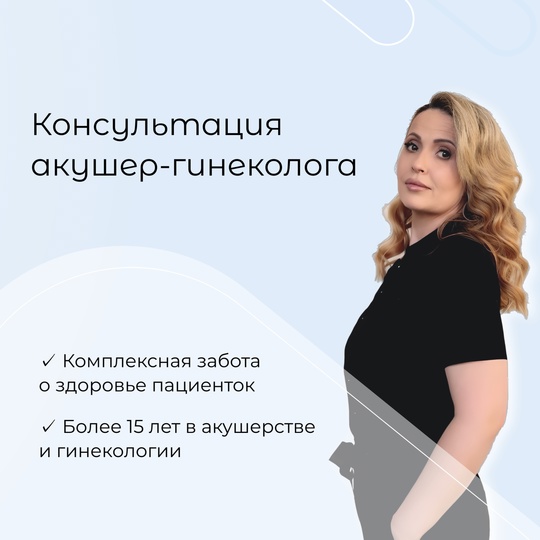 Консультация
акушер-гинеколога
✓ Комплексная забота
о здоровье пациенток
✓ Более 15 лет в акушерстве
и гинекологии